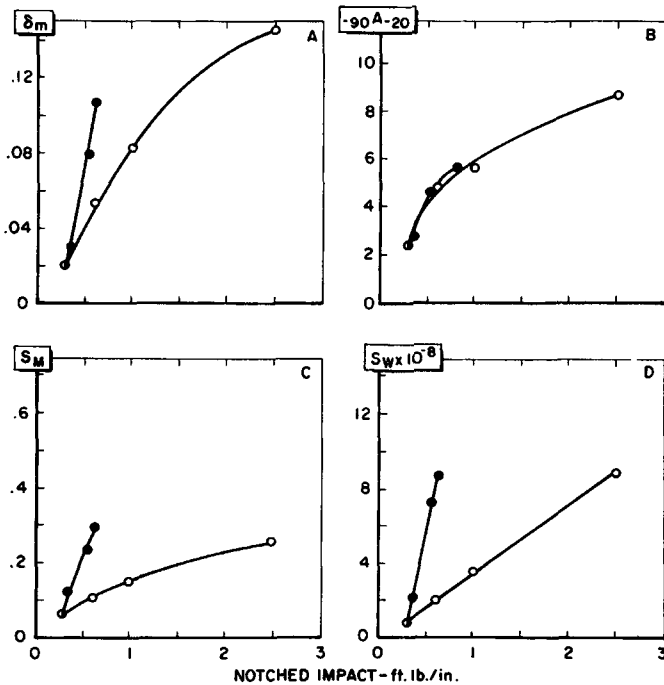 δm
A
.12
.08
.04
0
-90A-20
B
10
8
6
4
2
0
SM
C
.6
.4
.2
0
0 1 2 3
Sw x 10-8
D
12
8
4
0
0 1 2 3
NOTCHED IMPACT-ft.lb./in.